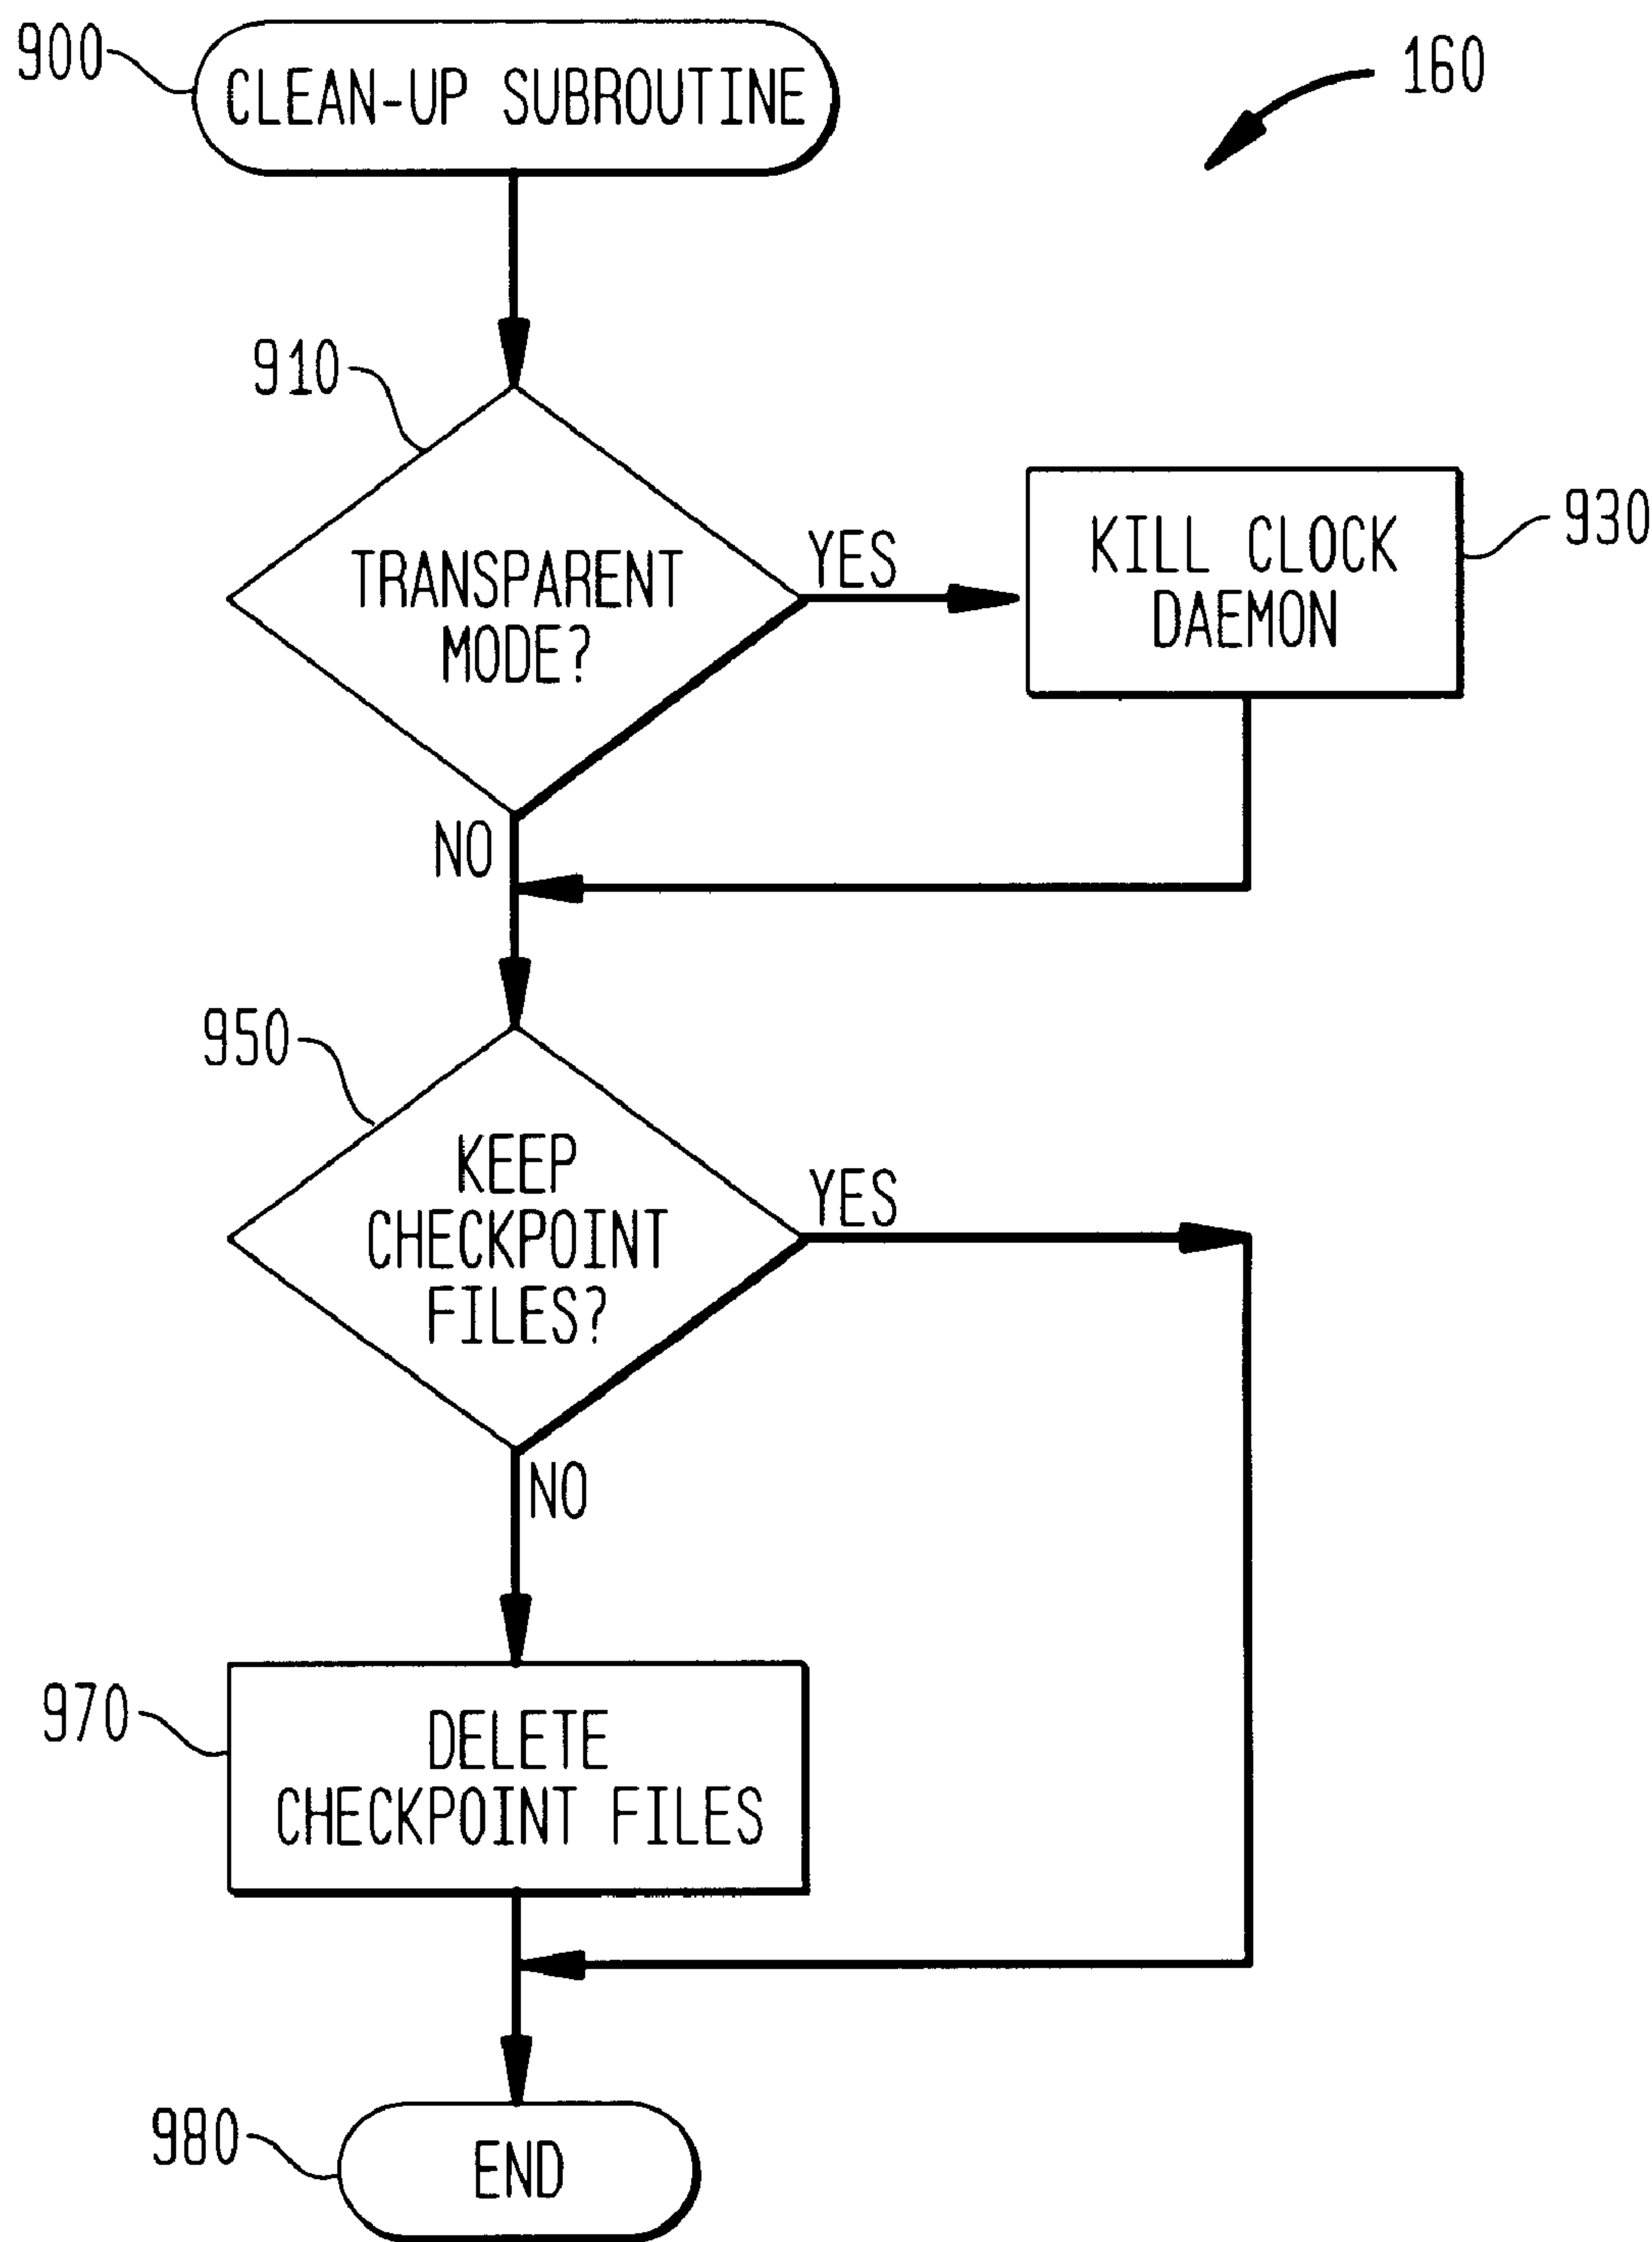 900
CLEAN-UP SUBROUTINE
160
910
TRANSPARENT
MODE?
YES
KILL CLOCK
DAEMON
930
NO
950
KEEP
CHECKPOINT
FILES?
YES
NO
970
DELETE
CHECKPOINT FILES
980
END